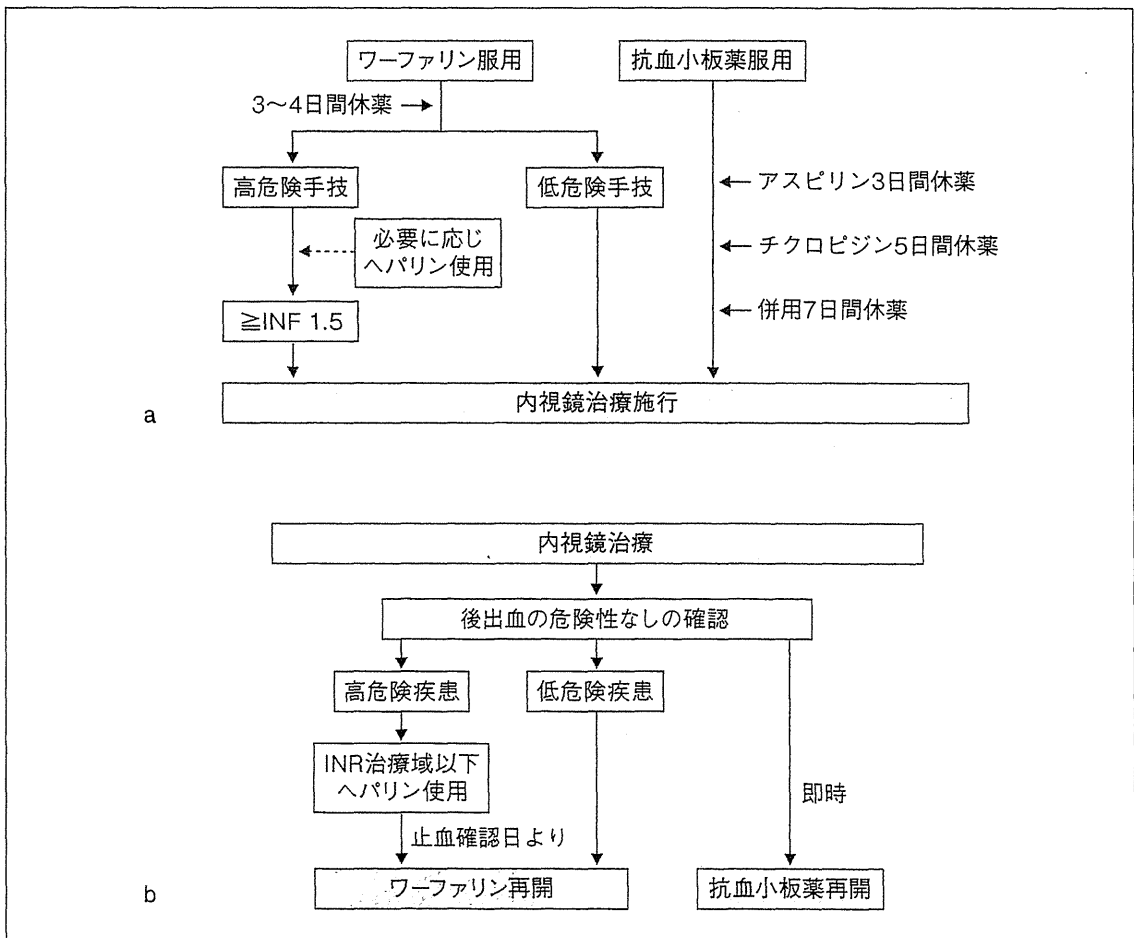 ワーファリン服用
抗血小板薬服用
3～4日間休薬
高危険手技
低危険手技
アスピリン3日間休薬
必要に応じ
ヘパリン使用
チクロピジン5日間休薬
≧INF 1.5
併用7日間休薬
内視鏡治療施行
a
内視鏡治療
後出血の危険性なしの確認
高危険疾患
低危険疾患
INR治療域以下
ヘパリン使用
即時
止血確認日より
ワーファリン再開
抗血小板薬再開
b